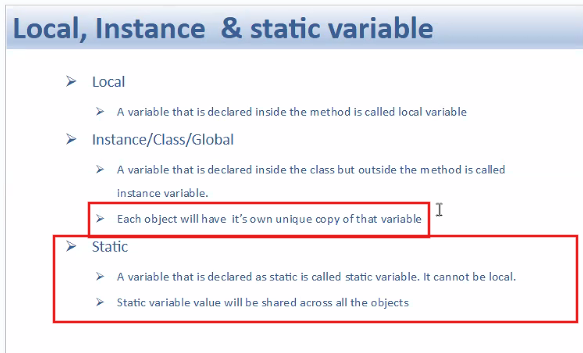 Local, Instance & static variable
Local
A variable that is declared inside the method is called local variable
Instance/Class/Global
A variable that is declared inside the class but outside the method is called
instance variable.
Each object will have it's own unique copy of that variable
Static
A variable that is declared as static is called static variable. It cannot be local.
Static variable value will be shared across all the objects